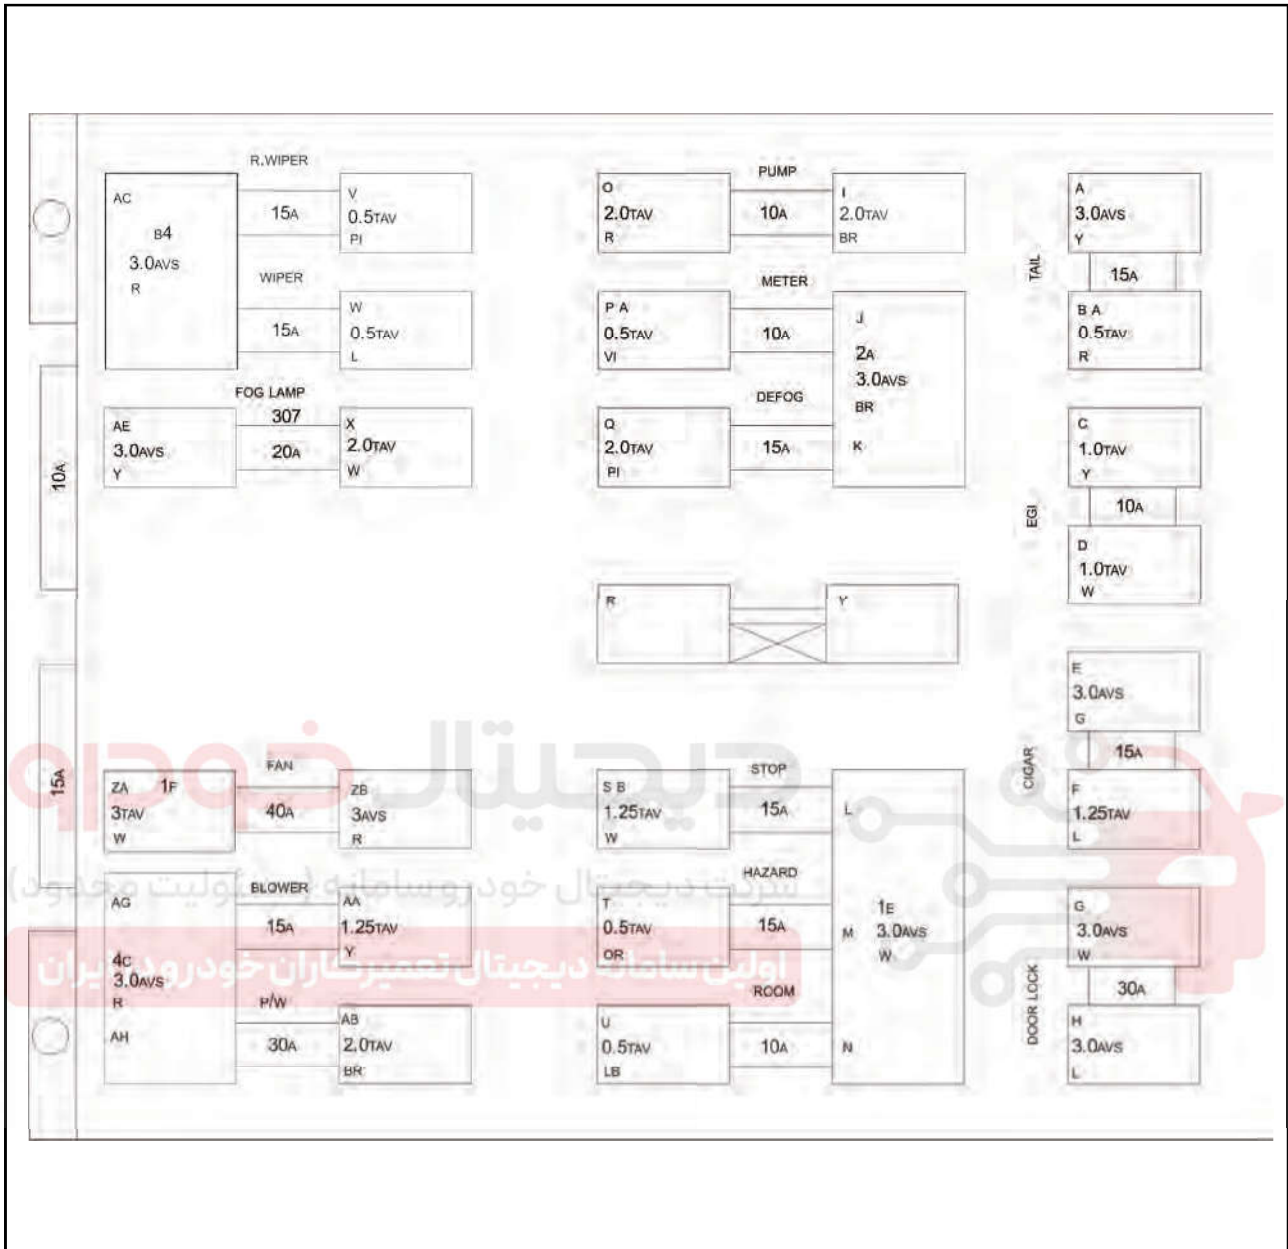 R.WIPER
AC
B4
3.0AVS
R
15A
V
0.5TAV
PI
WIPER
15A
W
0.5TAV
L
FOG LAMP
307
AE
3.0AVS
Y
20A
X
2.0TAV
W
10A
15A
FAN
ZA 1F
3TAV
W
40A
ZB
3AVS
R
BLOWER
AG
4C
3.0AVS
R
AH
15A
AA
1.25TAV
Y
P/W
30A
AB
2.0TAV
BR
PUMP
O
2.0TAV
R
10A
I
2.0TAV
BR
METER
P A
0.5TAV
VI
10A
J
2A
3.0AVS
BR
K
DEFOG
Q
2.0TAV
PI
15A
R
Y
STOP
S B
1.25TAV
W
15A
L
HAZARD
T
0.5TAV
OR
15A
M
1E
3.0AVS
W
ROOM
U
0.5TAV
LB
10A
N
TAIL
A
3.0AVS
Y
15A
B A
0.5TAV
R
EGI
C
1.0TAV
Y
10A
D
1.0TAV
W
CIGAR
E
3.0AVS
G
15A
F
1.25TAV
L
DOOR LOCK
G
3.0AVS
W
30A
H
3.0AVS
L
دیجیتال خودرو
شرکت دیجیتال خودرو سامانه (مسئولیت محدود)
اولین سامانه دیجیتال تعمیرکاران خودرو در ایران